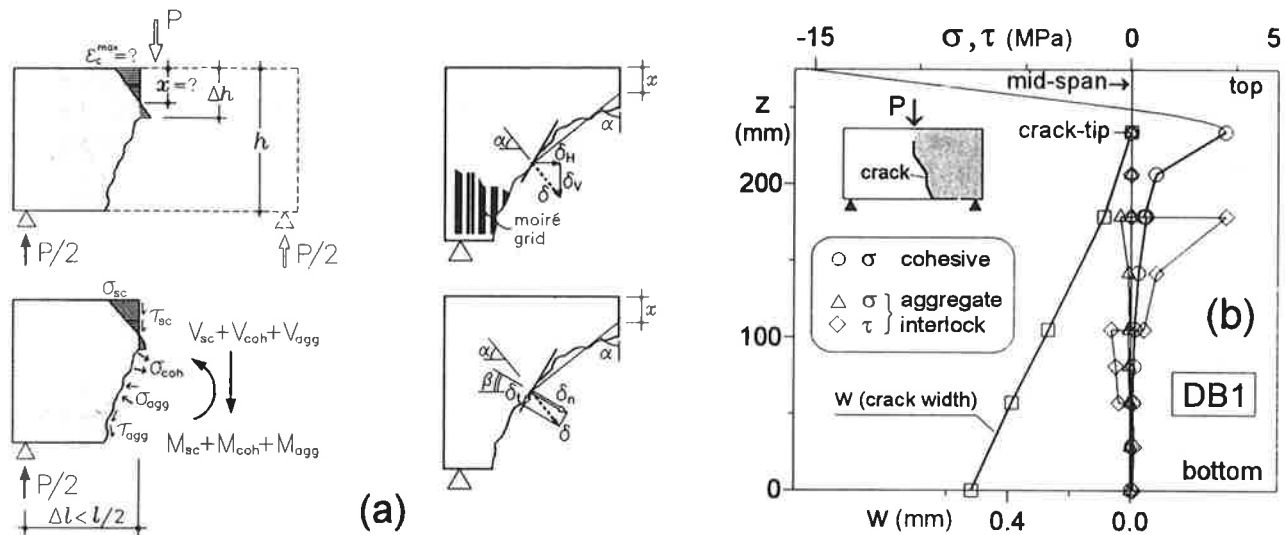 P
ε_c^max=?
x=?
Δh
h
P/2
P/2
x
α
α
δ_H
δ_V
δ
moiré
grid
σ_sc
τ_sc
V_sc+V_coh+V_agg
σ_coh
σ_agg
τ_agg
M_sc+M_coh+M_agg
P/2
Δl<l/2
x
α
α
β
δ_t
δ_n
δ
(a)
-15 σ,τ (MPa) 0 5
mid-span
top
z
(mm)
P
crack-tip
200
crack
○ σ cohesive
△ σ } aggregate
◇ τ } interlock
(b)
100
W (crack width)
DB1
bottom
0
W (mm) 0.4 0.0